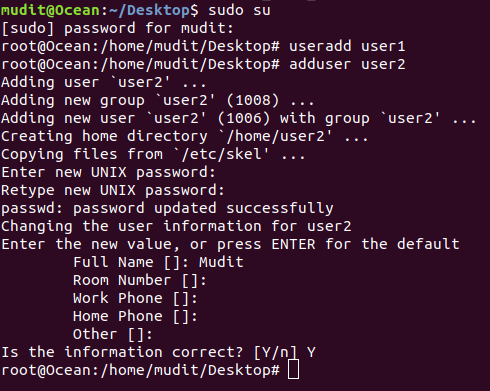 mudit@Ocean:~/Desktop$ sudo su
[sudo] password for mudit:
root@Ocean:/home/mudit/Desktop# useradd user1
root@Ocean:/home/mudit/Desktop# adduser user2
Adding user `user2' ...
Adding new group `user2' (1008) ...
Adding new user `user2' (1006) with group `user2' ...
Creating home directory `/home/user2' ...
Copying files from `/etc/skel' ...
Enter new UNIX password:
Retype new UNIX password:
passwd: password updated successfully
Changing the user information for user2
Enter the new value, or press ENTER for the default
        Full Name []: Mudit
        Room Number []:
        Work Phone []:
        Home Phone []:
        Other []:
Is the information correct? [Y/n] Y
root@Ocean:/home/mudit/Desktop#